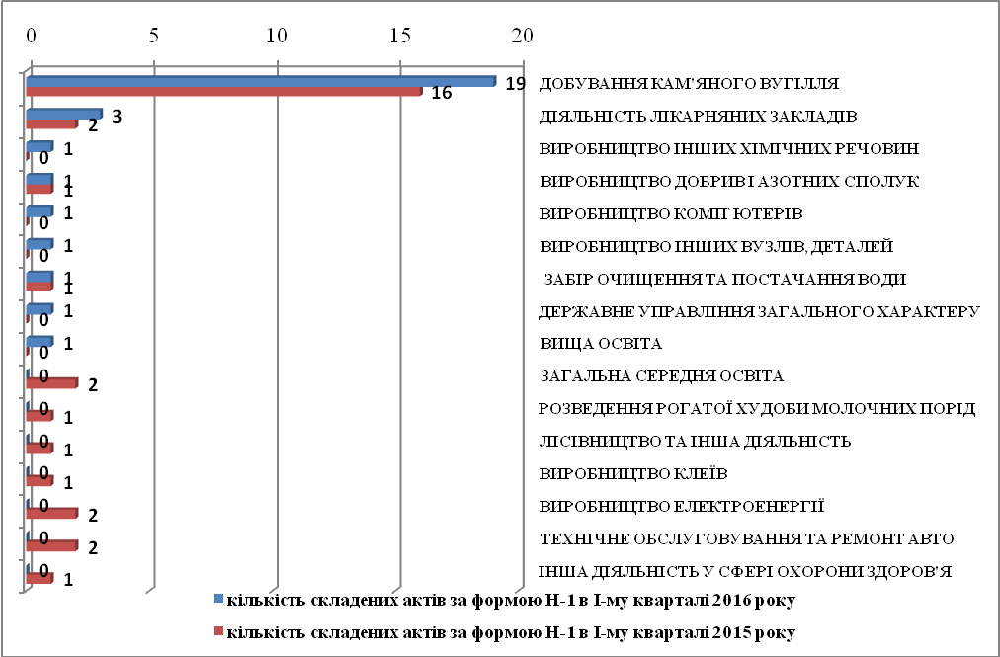 0 5 10 15 20
19 ДОБУВАННЯ КАМ'ЯНОГО ВУГІЛЛЯ
16
3 ДІЯЛЬНІСТЬ ЛІКАРНЯНИХ ЗАКЛАДІВ
2
1 ВИРОБНИЦТВО ІНШИХ ХІМІЧНИХ РЕЧОВИН
0
1 ВИРОБНИЦТВО ДОБРИВ І АЗОТНИХ СПОЛУК
1
1 ВИРОБНИЦТВО КОМП'ЮТЕРІВ
0
1 ВИРОБНИЦТВО ІНШИХ ВУЗЛІВ, ДЕТАЛЕЙ
0
1 ЗАБІР ОЧИЩЕННЯ ТА ПОСТАЧАННЯ ВОДИ
1
1 ДЕРЖАВНЕ УПРАВЛІННЯ ЗАГАЛЬНОГО ХАРАКТЕРУ
0
1 ВИЩА ОСВІТА
0
0 ЗАГАЛЬНА СЕРЕДНЯ ОСВІТА
2
0 РОЗВЕДЕННЯ РОГАТОЇ ХУДОБИ МОЛОЧНИХ ПОРІД
1
0 ЛІСІВНИЦТВО ТА ІНША ДІЯЛЬНІСТЬ
1
0 ВИРОБНИЦТВО КЛЕЇВ
1
0 ВИРОБНИЦТВО ЕЛЕКТРОЕНЕРГІЇ
2
0 ТЕХНІЧНЕ ОБСЛУГОВУВАННЯ ТА РЕМОНТ АВТО
2
0 ІНША ДІЯЛЬНІСТЬ У СФЕРІ ОХОРОНИ ЗДОРОВ'Я
1
кількість складених актів за формою Н-1 в І-му кварталі 2016 року
кількість складених актів за формою Н-1 в І-му кварталі 2015 року